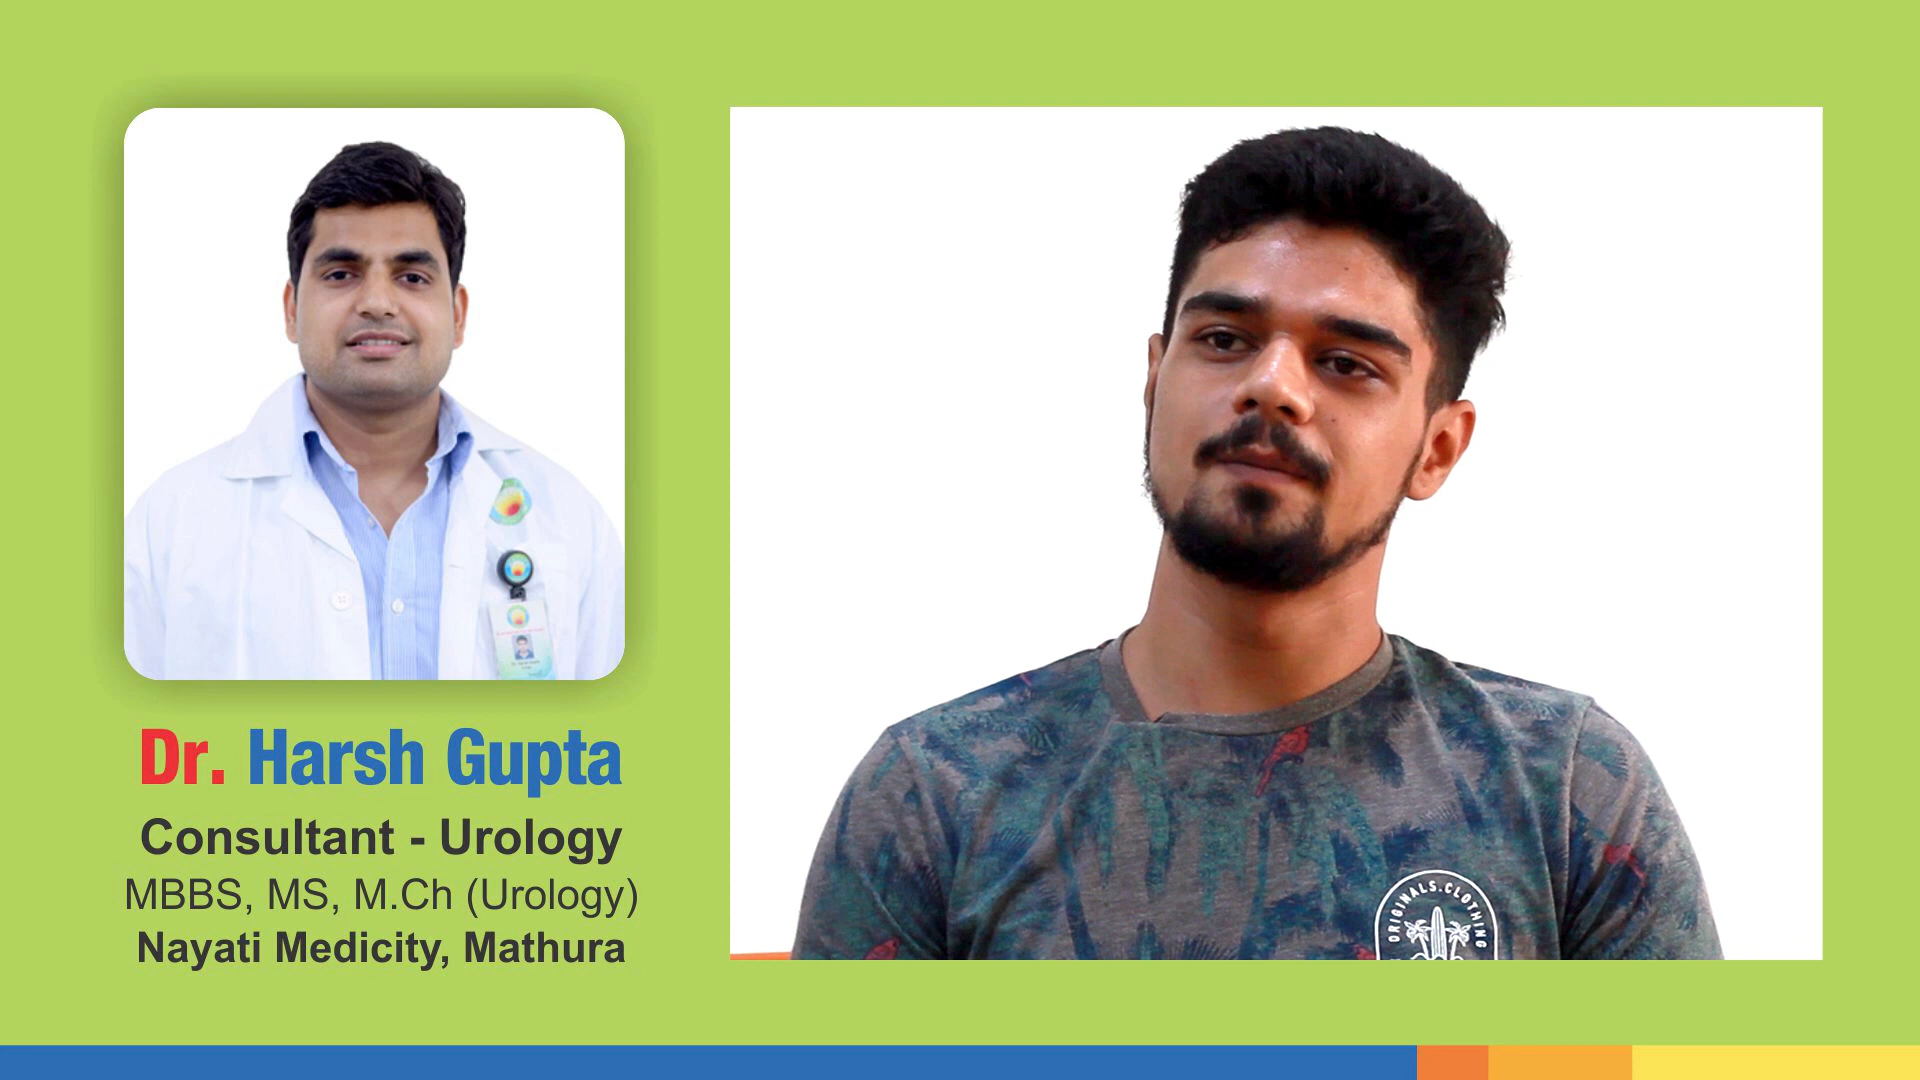 Dr. Harsh Gupta
Consultant - Urology
MBBS, MS, M.Ch (Urology)
Nayati Medicity, Mathura
ORIGINALS.CLOTHING